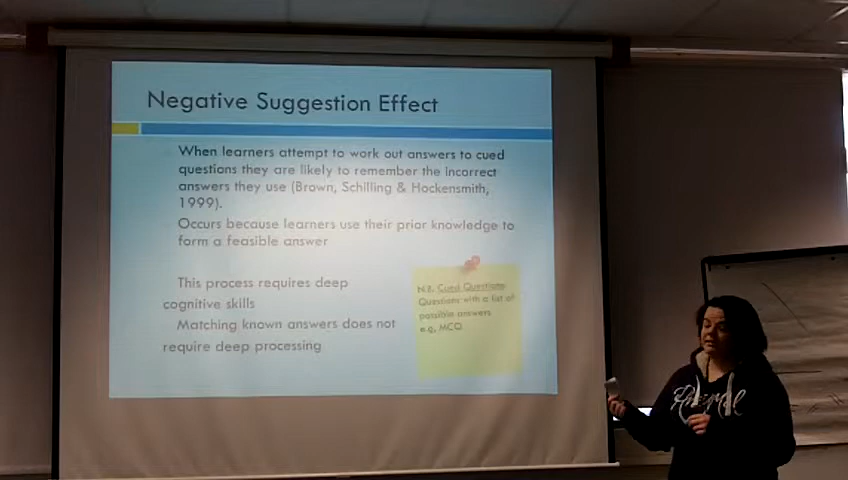 Negative Suggestion Effect
When learners attempt to work out answers to cued
questions they are likely to remember the incorrect
answers they use (Brown, Schilling & Hockensmith,
1999).
Occurs because learners use their prior knowledge to
form a feasible answer
This process requires deep
cognitive skills
Matching known answers does not
require deep processing
N.B. Cued Questions
Questions with a list of
possible answers
e.g. MCQ